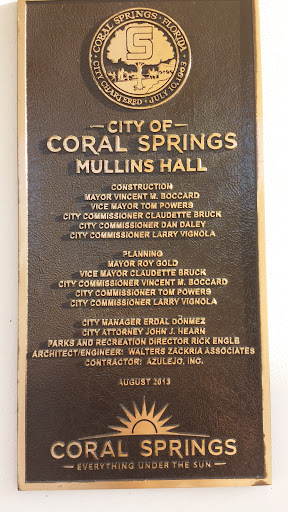 CORAL SPRINGS · FLORIDA
CITY CHARTERED · JULY 10, 1963
CITY OF
CORAL SPRINGS
MULLINS HALL
CONSTRUCTION
MAYOR VINCENT M. BOCCARD
VICE MAYOR TOM POWERS
CITY COMMISSIONER CLAUDETTE BRUCK
CITY COMMISSIONER DAN DALEY
CITY COMMISSIONER LARRY VIGNOLA
PLANNING
MAYOR ROY GOLD
VICE MAYOR CLAUDETTE BRUCK
CITY COMMISSIONER VINCENT M. BOCCARD
CITY COMMISSIONER TOM POWERS
CITY COMMISSIONER LARRY VIGNOLA
CITY MANAGER ERDAL DÖNMEZ
CITY ATTORNEY JOHN J. HEARN
PARKS AND RECREATION DIRECTOR RICK ENGLE
ARCHITECT/ENGINEER: WALTERS ZACKRIA ASSOCIATES
CONTRACTOR: AZULEJO, INC.
AUGUST 2013
CORAL SPRINGS
EVERYTHING UNDER THE SUN